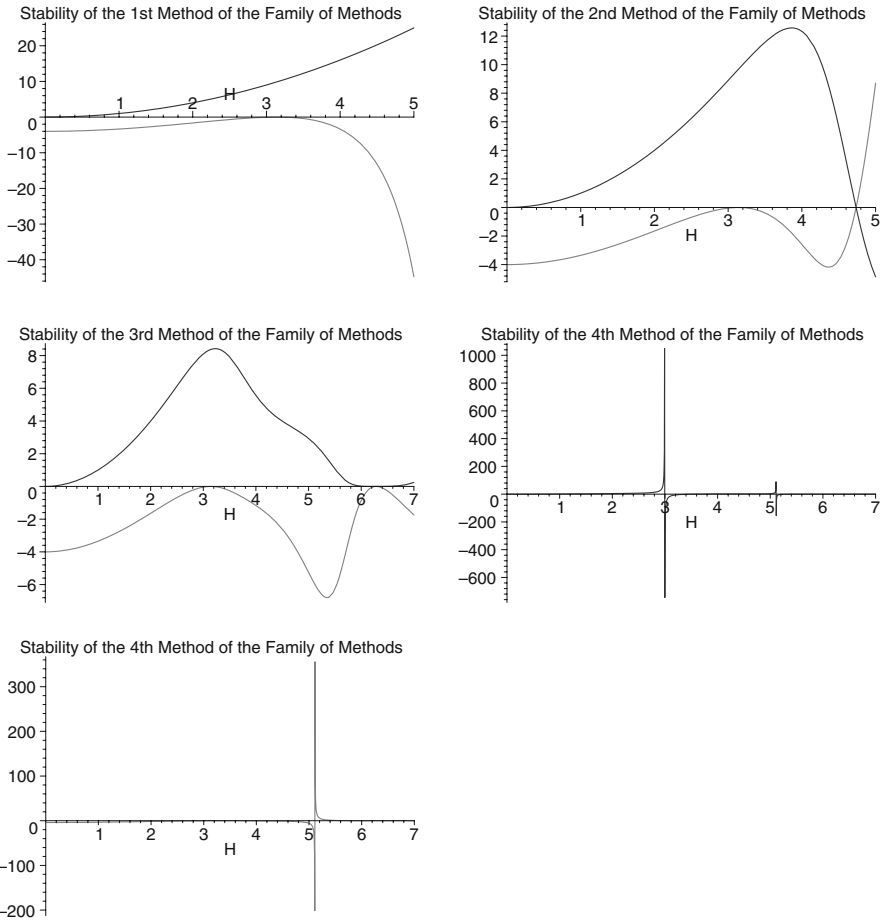 Stability of the 1st Method of the Family of Methods
20
10
H
1 2 3 4 5
0
–10
–20
–30
–40
Stability of the 2nd Method of the Family of Methods
12
10
8
6
4
2
0
1 2 3 4 5
H
–2
–4
Stability of the 3rd Method of the Family of Methods
8
6
4
2
0
1 2 3 4 5 6 7
H
–2
–4
–6
Stability of the 4th Method of the Family of Methods
1000
800
600
400
200
0
1 2 3 4 5 6 7
H
–200
–400
–600
Stability of the 4th Method of the Family of Methods
300
200
100
0
1 2 3 4 5 6 7
H
–100
–200